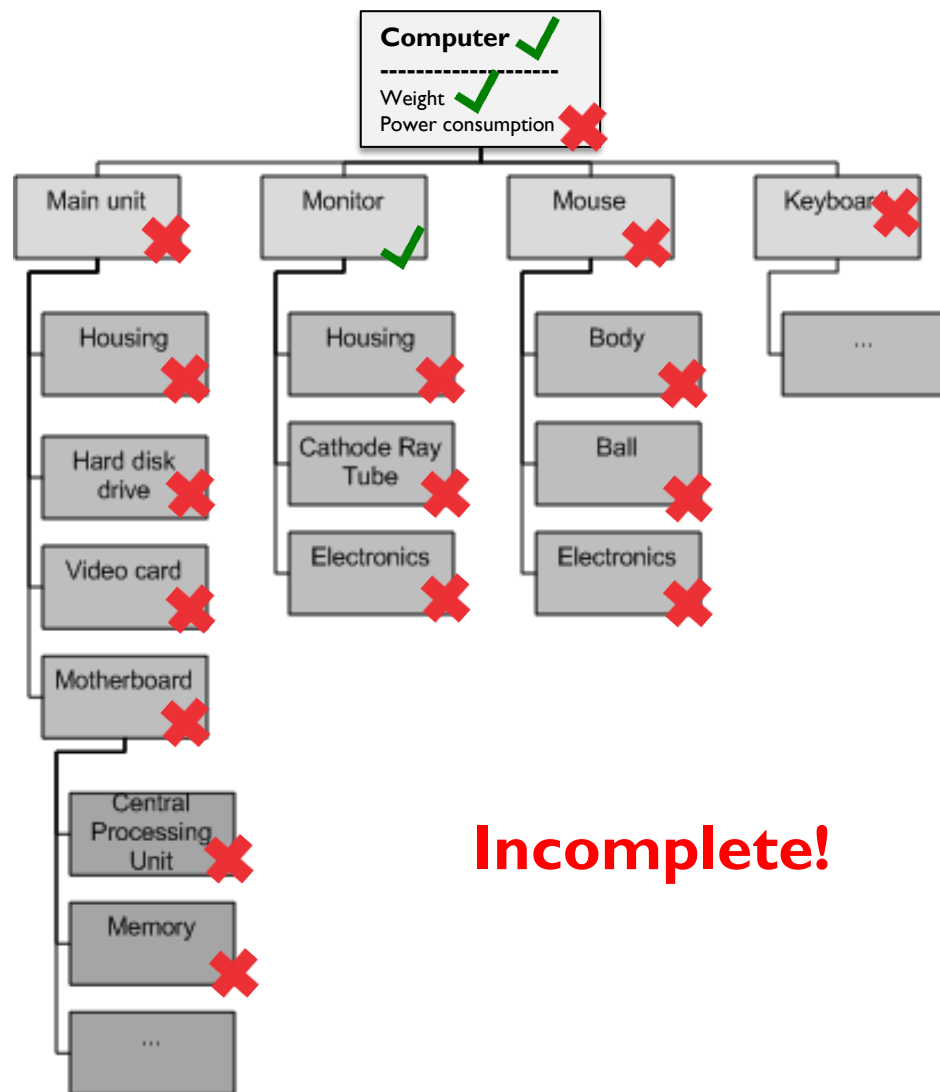 Computer
----------------------
Weight
Power consumption
Main unit
Monitor
Mouse
Keyboard
Housing
Housing
Body
...
Hard disk
drive
Cathode Ray
Tube
Ball
Video card
Electronics
Electronics
Motherboard
Central
Processing
Unit
Incomplete!
Memory
...